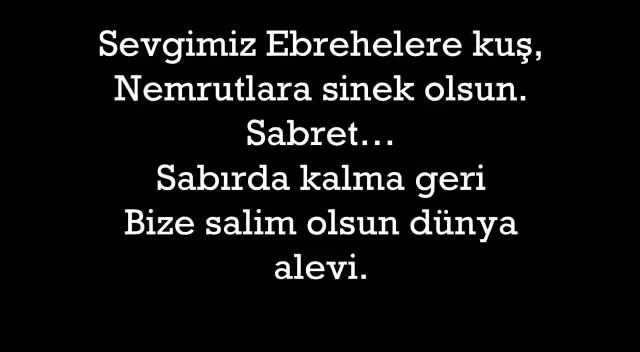 Sevgimiz Ebrehelere kuş,
Nemrutlara sinek olsun.
Sabret...
Sabırda kalma geri
Bize salim olsun dünya
alevi.